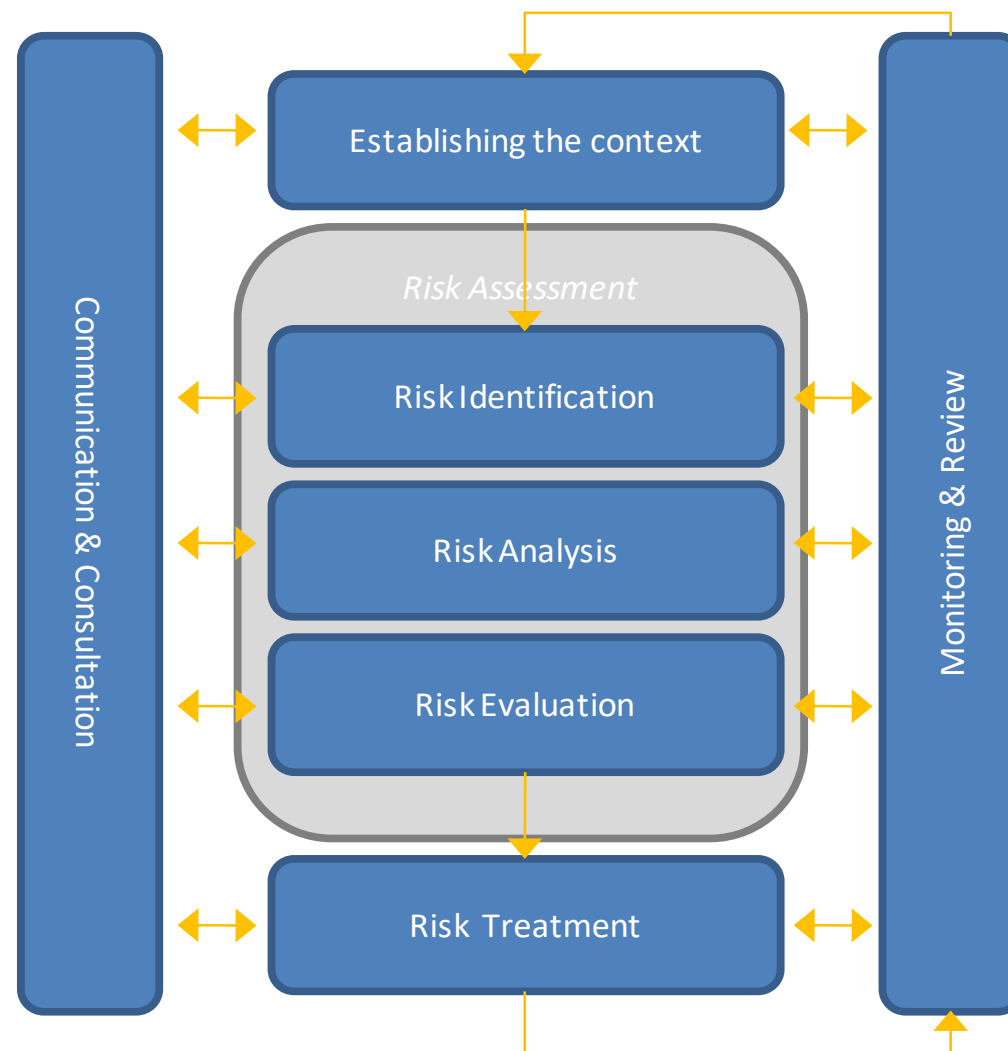 Establishing the context
Risk Assessment
Risk Identification
Risk Analysis
Risk Evaluation
Risk Treatment
Communication & Consultation
Monitoring & Review